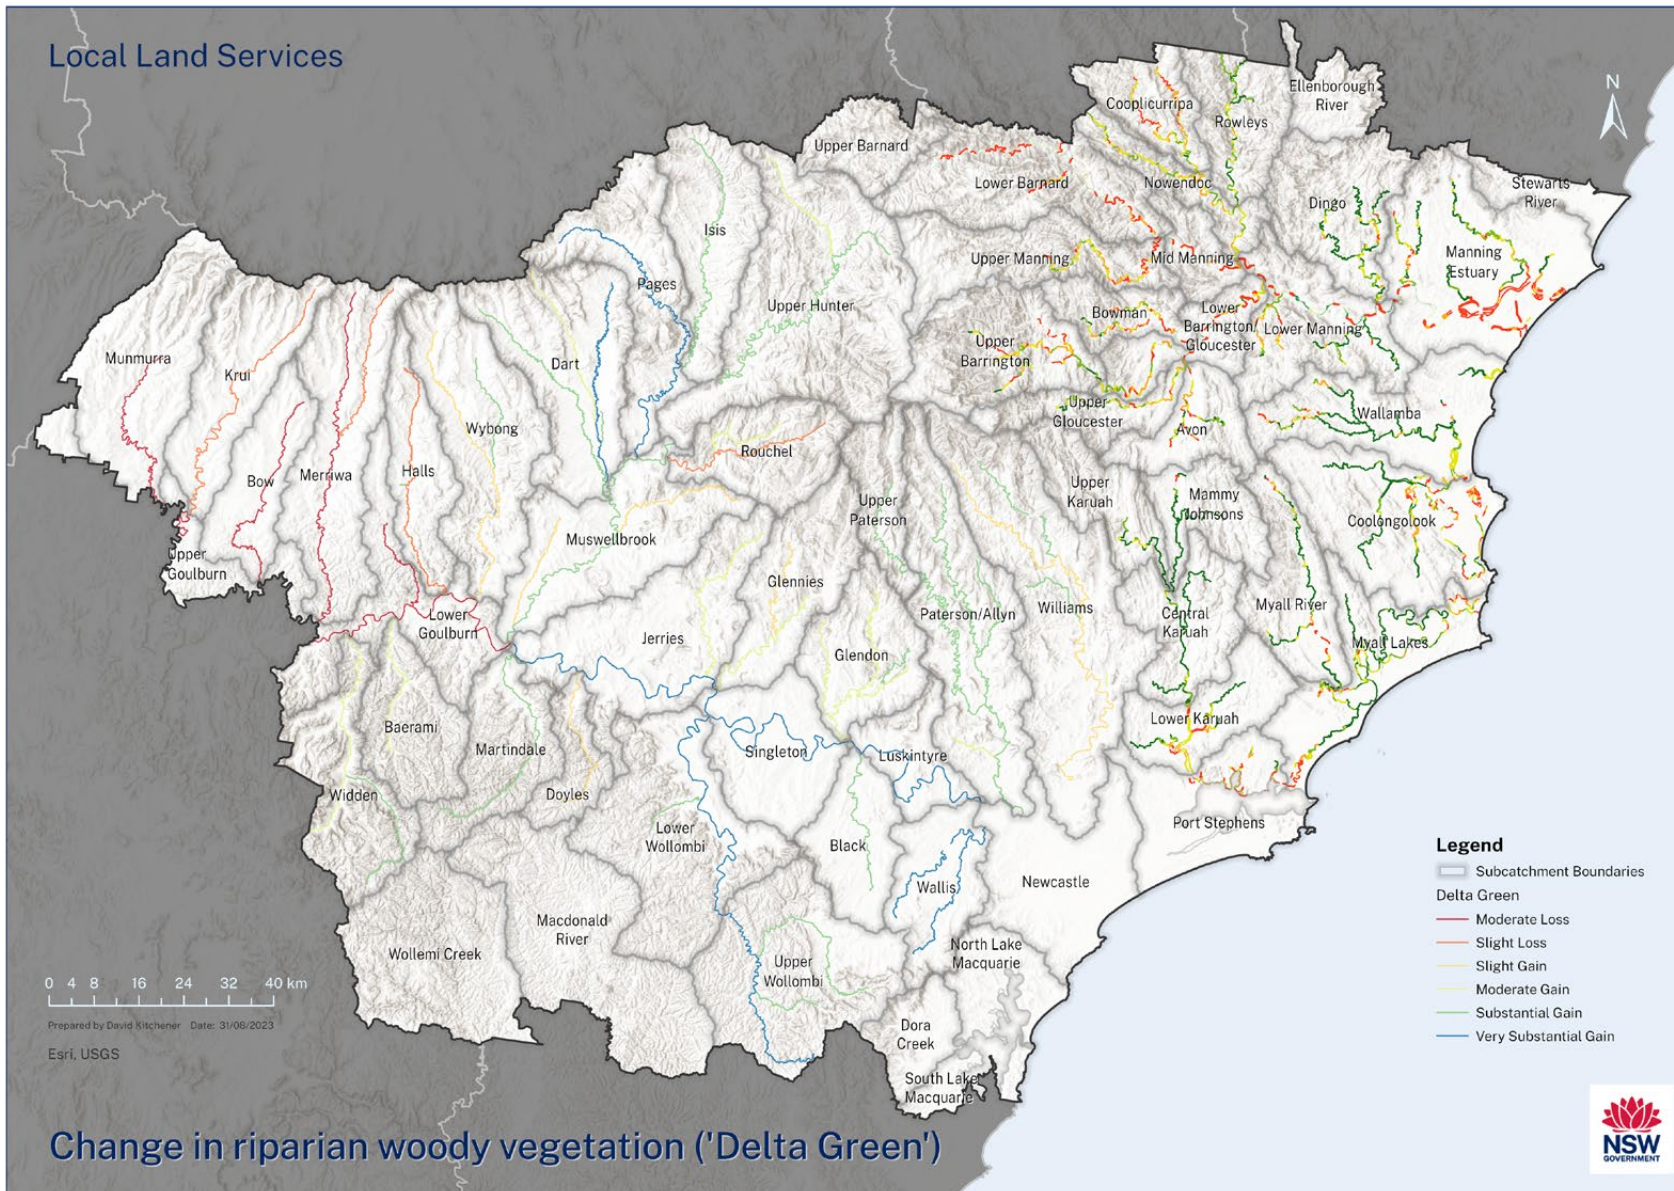 Local Land Services
N
Ellenborough
River
Cooplicurripa
Rowleys
Upper Barnard
Lower Barnard
Nowendoc
Stewarts
River
Dingo
Isis
Upper Manning
Mid Manning
Manning
Estuary
Pages
Upper Hunter
Bowman
Lower
Barrington/
Gloucester
Lower Manning
Upper
Barrington
Munmurra
Krui
Dart
Upper
Gloucester
Wallamba
Avon
Wybong
Rouchel
Halls
Merriwa
Bow
Upper
Karuah
Mammy
Johnsons
Upper
Paterson
Coolongolook
Muswellbrook
Upper
Goulburn
Glennies
Lower
Goulburn
Jerries
Paterson/Allyn
Williams
Central
Karuah
Myall River
Myall Lakes
Glendon
Baerami
Martindale
Lower Karuah
Singleton
Luskintyre
Widden
Doyles
Port Stephens
Lower
Wollombi
Black
Wallis
Newcastle
Macdonald
River
Wollemi Creek
North Lake
Macquarie
Upper
Wollombi
Dora
Creek
South Lake
Macquarie
Legend
Subcatchment Boundaries
Delta Green
Moderate Loss
Slight Loss
Slight Gain
Moderate Gain
Substantial Gain
Very Substantial Gain
0 4 8 16 24 32 40 km
Prepared by David Kitchener Date: 31/08/2023
Esri, USGS
Change in riparian woody vegetation ('Delta Green')
NSW
GOVERNMENT